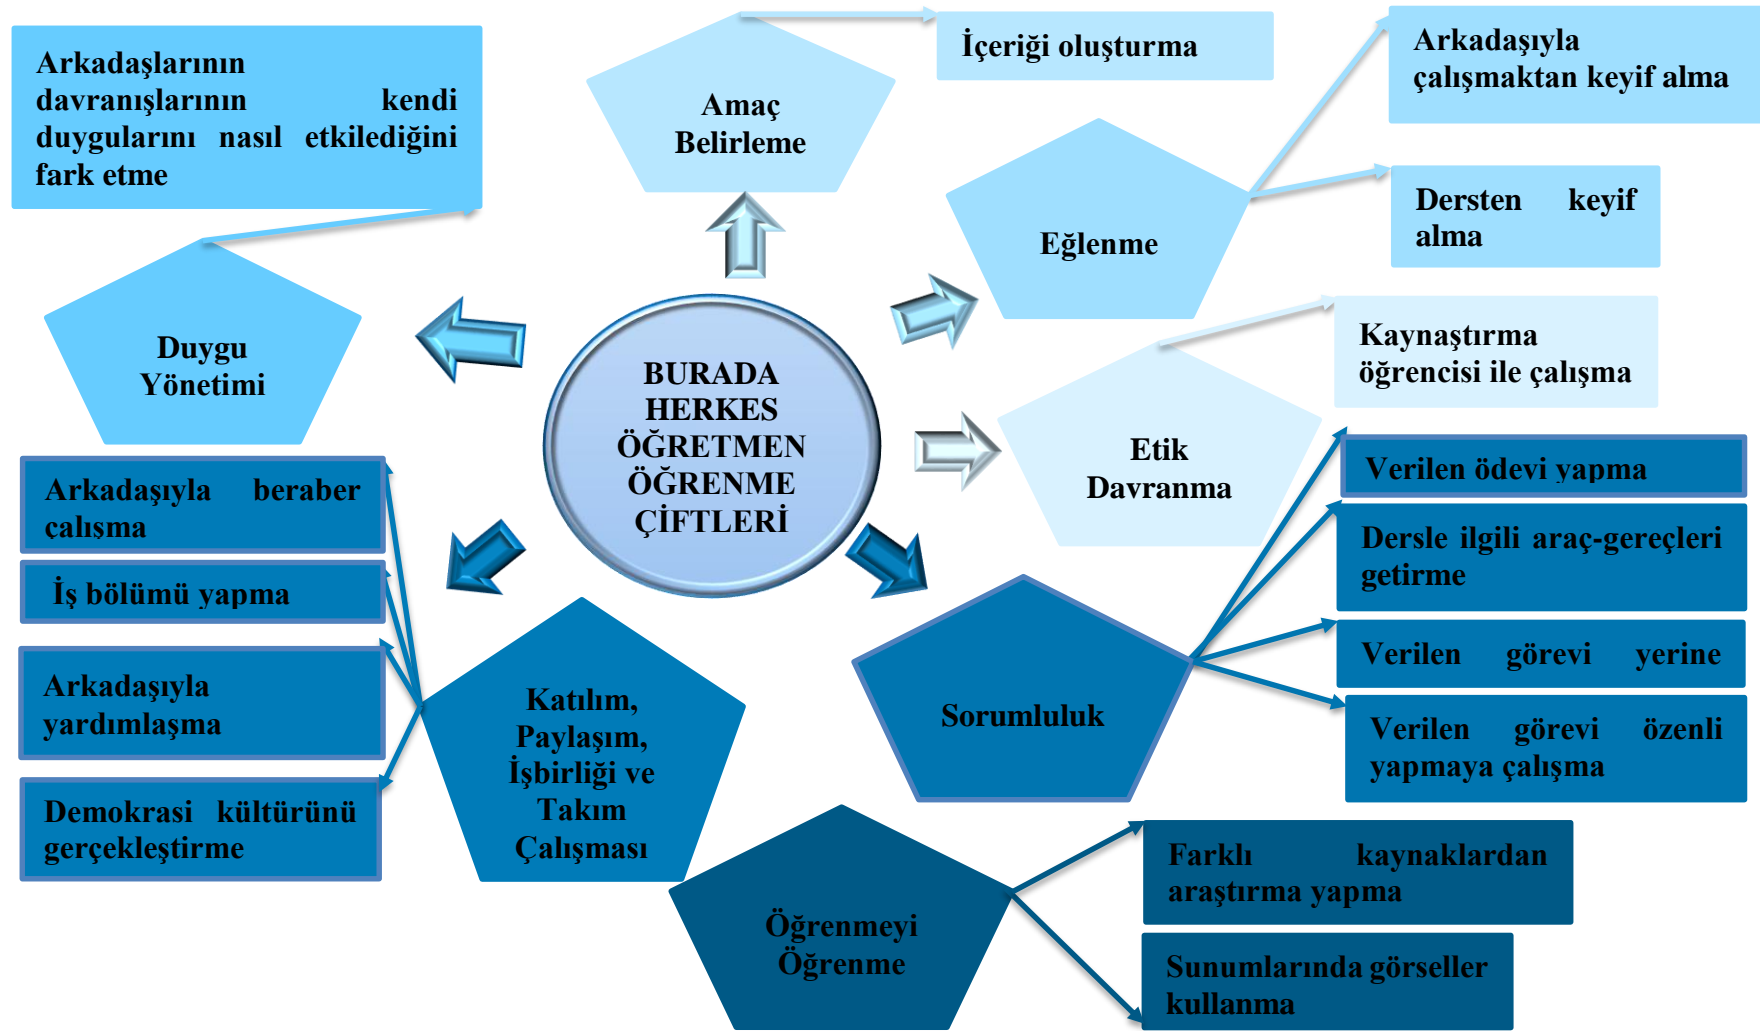 Arkadaşlarının
davranışlarının kendi
duygularını nasıl etkilediğini
fark etme
Amaç
Belirleme
İçeriği oluşturma
Arkadaşıyla
çalışmaktan keyif alma
Eğlenme
Dersten keyif
alma
Duygu
Yönetimi
BURADA
HERKES
ÖĞRETMEN
ÖĞRENME
ÇİFTLERİ
Kaynaştırma
öğrencisi ile çalışma
Etik
Davranma
Arkadaşıyla beraber
çalışma
İş bölümü yapma
Arkadaşıyla
yardımlaşma
Demokrasi kültürünü
gerçekleştirme
Katılım,
Paylaşım,
İşbirliği ve
Takım
Çalışması
Sorumluluk
Verilen ödevi yapma
Dersle ilgili araç-gereçleri
getirme
Verilen görevi yerine
Verilen görevi özenli
yapmaya çalışma
Öğrenmeyi
Öğrenme
Farklı kaynaklardan
araştırma yapma
Sunumlarında görseller
kullanma